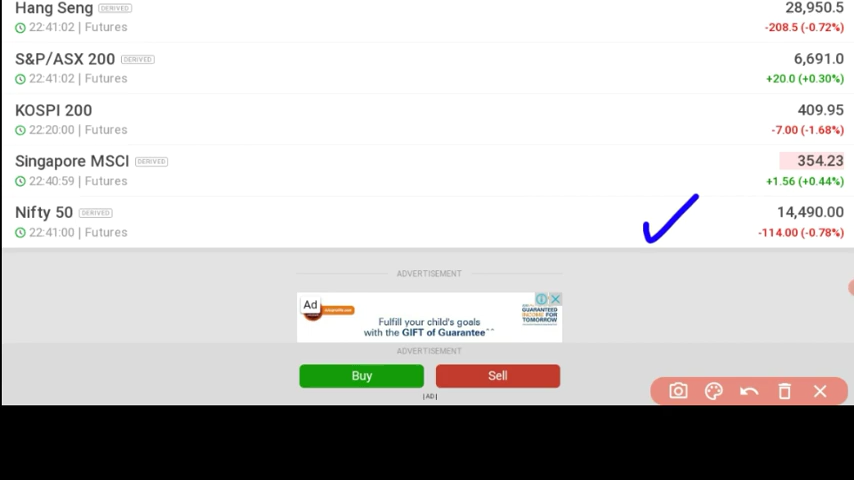 Hang Seng DERIVED 28,950.5
22:41:02 | Futures -208.5 (-0.72%)
S&P/ASX 200 DERIVED 6,691.0
22:41:02 | Futures +20.0 (+0.30%)
KOSPI 200 409.95
22:20:00 | Futures -7.00 (-1.68%)
Singapore MSCI DERIVED 354.23
22:40:59 | Futures +1.56 (+0.44%)
Nifty 50 DERIVED 14,490.00
22:41:00 | Futures -114.00 (-0.78%)
ADVERTISEMENT
Ad
Fulfill your child's goals
with the GIFT of Guarantee^^
GUARANTEED
INCOME FOR
TOMORROW
ADVERTISEMENT
Buy Sell
|AD|